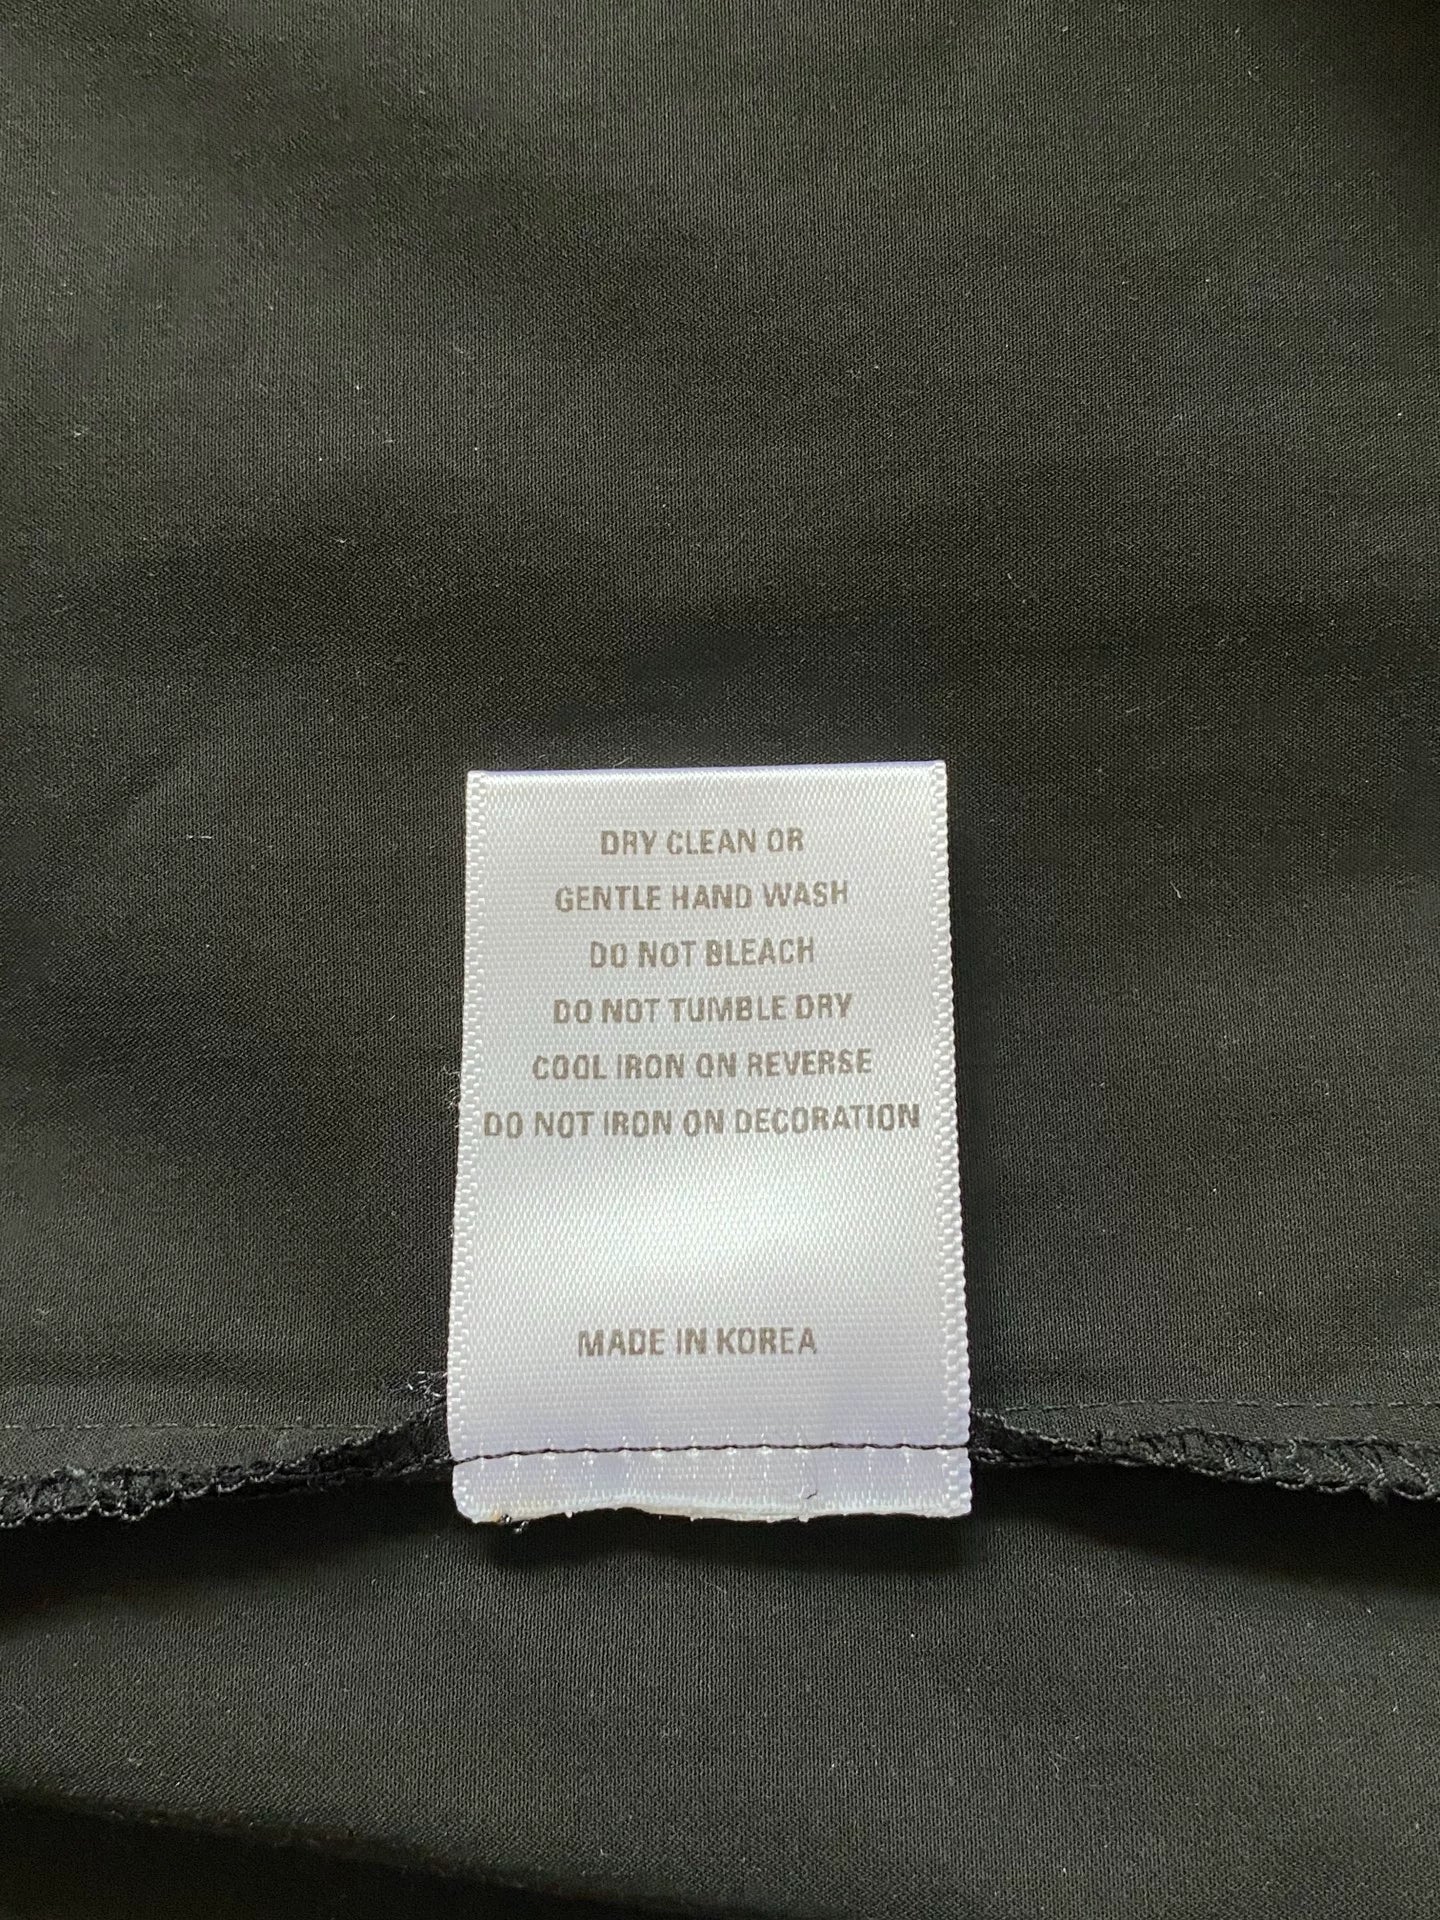 DRY CLEAN OR
GENTLE HAND WASH
DO NOT BLEACH
DO NOT TUMBLE DRY
COOL IRON ON REVERSE
DO NOT IRON ON DECORATION
MADE IN KOREA